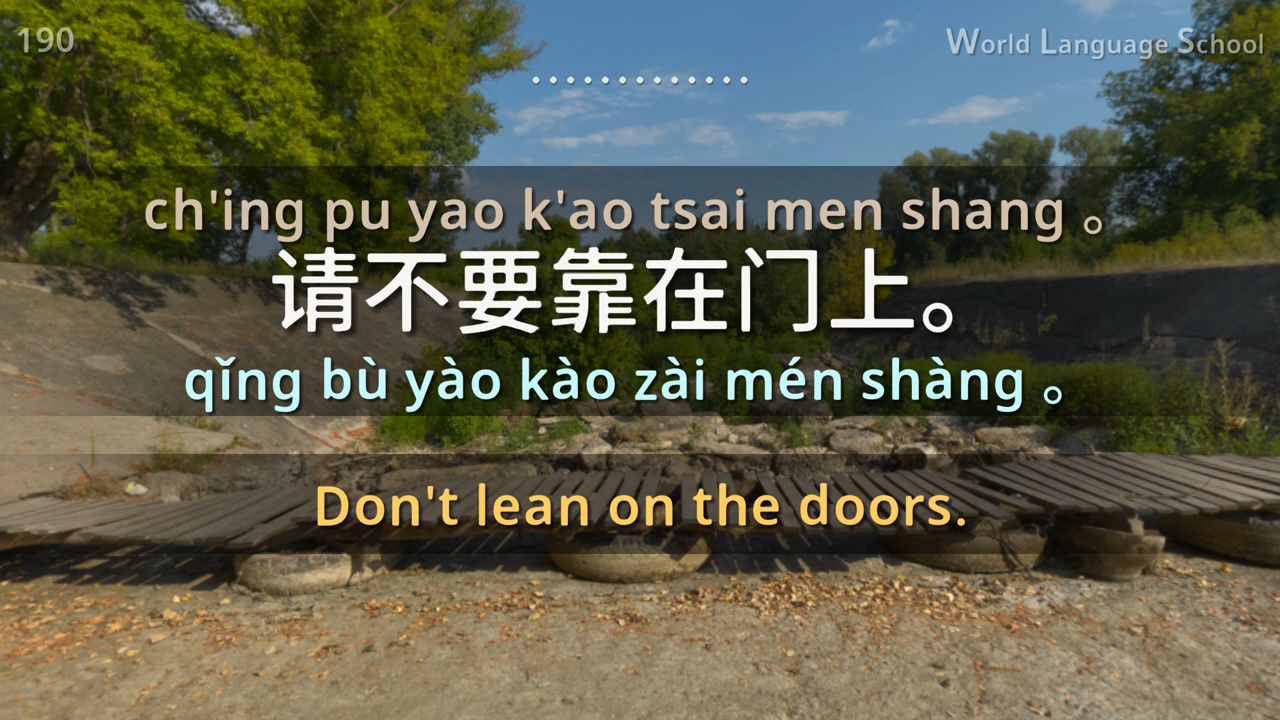 190
World Language School
ch'ing pu yao k'ao tsai men shang 。
请不要靠在门上。
qǐng bù yào kào zài mén shàng 。
Don't lean on the doors.